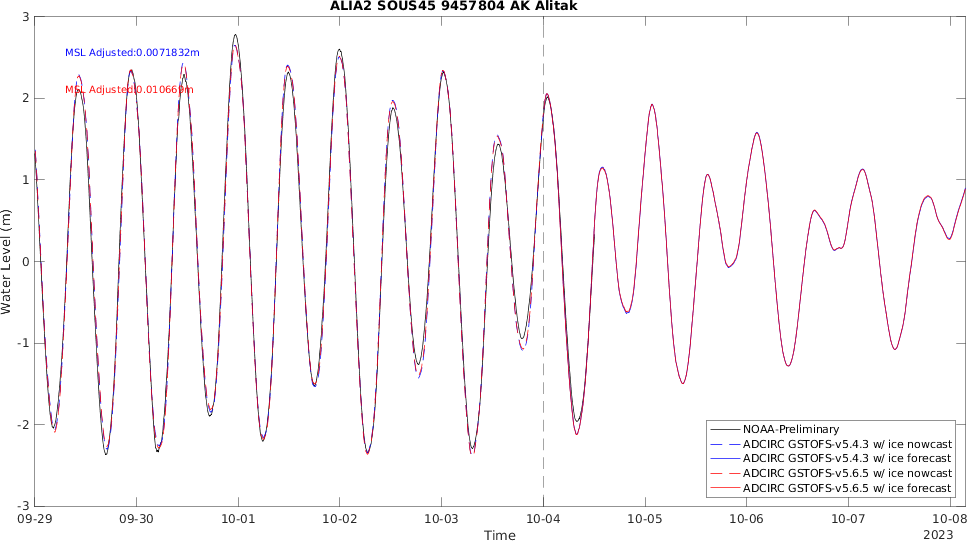 ALIA2 SOUS45 9457804 AK Alitak
MSL Adjusted:0.0071832m
MSL Adjusted:0.010669m
Water Level (m)
3
2
1
0
-1
-2
-3
NOAA-Preliminary
ADCIRC GSTOFS-v5.4.3 w/ ice nowcast
ADCIRC GSTOFS-v5.4.3 w/ ice forecast
ADCIRC GSTOFS-v5.6.5 w/ ice nowcast
ADCIRC GSTOFS-v5.6.5 w/ ice forecast
09-29 09-30 10-01 10-02 10-03 10-04 10-05 10-06 10-07 10-08
Time
2023